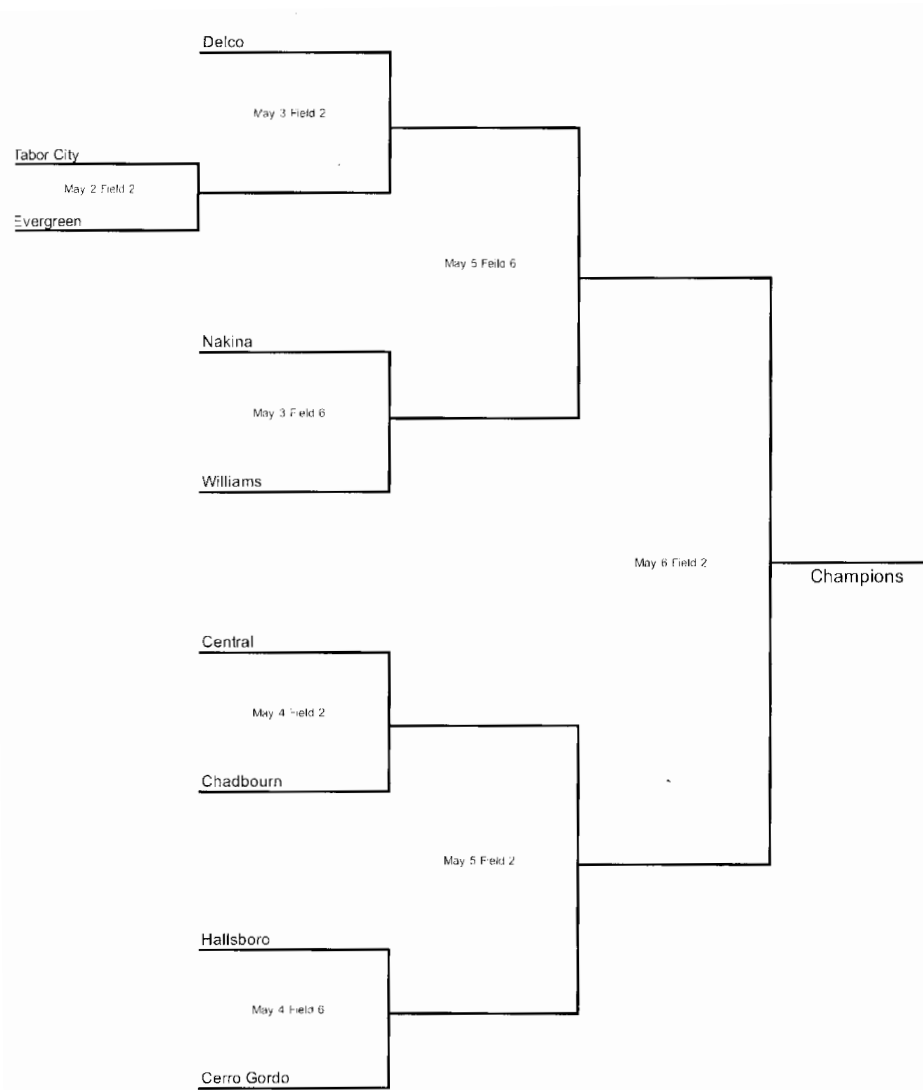 Delco
May 3 Field 2
Tabor City
May 2 Field 2
Evergreen
May 5 Feild 6
Nakina
May 3 Field 6
Williams
May 6 Field 2
Champions
Central
May 4 Field 2
Chadbourn
May 5 Field 2
Hallsboro
May 4 Field 6
Cerro Gordo